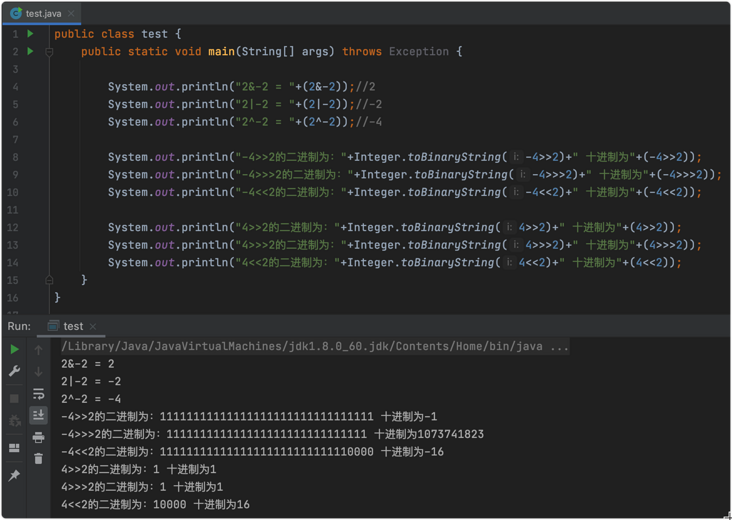 test.java
1 public class test {
2 public static void main(String[] args) throws Exception {
3
4 System.out.println("2&-2 = "+(2&-2));//2
5 System.out.println("2|-2 = "+(2|-2));//-2
6 System.out.println("2^-2 = "+(2^-2));//-4
7
8 System.out.println("-4>>2的二进制为: "+Integer.toBinaryString( i: -4>>2)+" 十进制为"+(-4>>2));
9 System.out.println("-4>>>2的二进制为: "+Integer.toBinaryString( i: -4>>>2)+" 十进制为"+(-4>>>2));
10 System.out.println("-4<<2的二进制为: "+Integer.toBinaryString( i: -4<<2)+" 十进制为"+(-4<<2));
11
12 System.out.println("4>>2的二进制为: "+Integer.toBinaryString( i: 4>>2)+" 十进制为"+(4>>2));
13 System.out.println("4>>>2的二进制为: "+Integer.toBinaryString( i: 4>>>2)+" 十进制为"+(4>>>2));
14 System.out.println("4<<2的二进制为: "+Integer.toBinaryString( i: 4<<2)+" 十进制为"+(4<<2));
15 }
16 }
Run: test
/Library/Java/JavaVirtualMachines/jdk1.8.0_60.jdk/Contents/Home/bin/java ...
2&-2 = 2
2|-2 = -2
2^-2 = -4
-4>>2的二进制为: 11111111111111111111111111111111 十进制为-1
-4>>>2的二进制为: 111111111111111111111111111111 十进制为1073741823
-4<<2的二进制为: 11111111111111111111111111110000 十进制为-16
4>>2的二进制为: 1 十进制为1
4>>>2的二进制为: 1 十进制为1
4<<2的二进制为: 10000 十进制为16